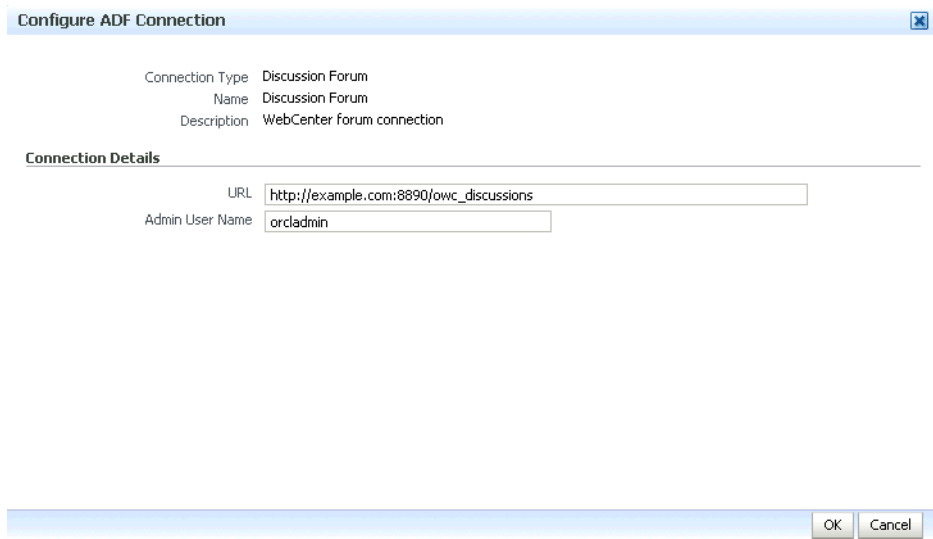 Configure ADF Connection
Connection Type Discussion Forum
Name Discussion Forum
Description WebCenter forum connection
Connection Details
URL http://example.com:8890/owc_discussions
Admin User Name orcladmin
OK Cancel